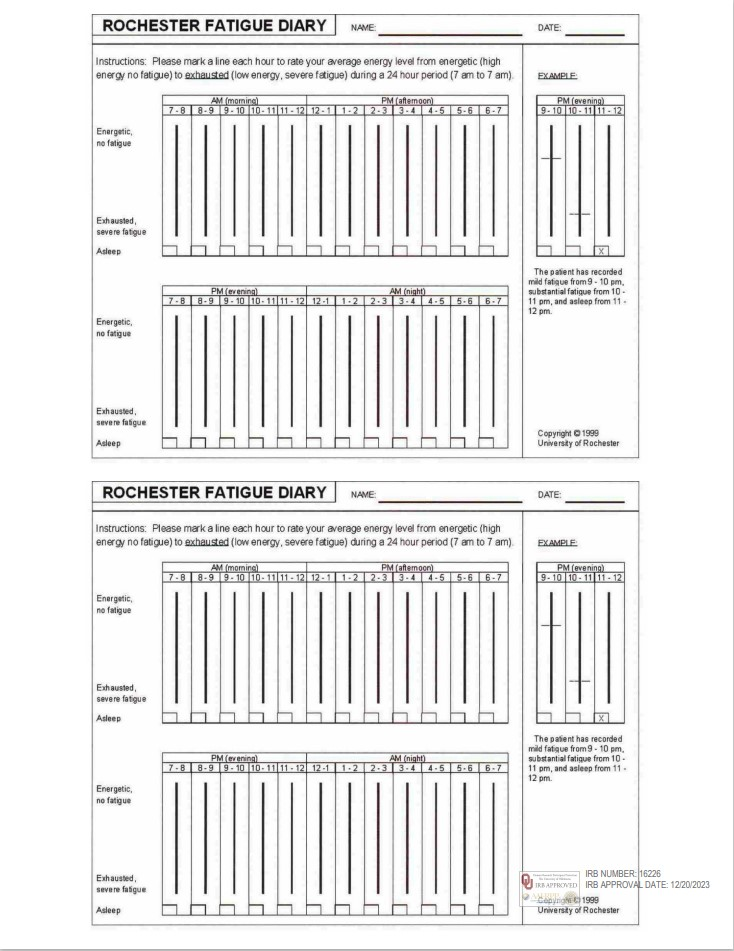 ROCHESTER FATIGUE DIARY NAME: DATE:
Instructions: Please mark a line each hour to rate your average energy level from energetic (high
energy no fatigue) to exhausted (low energy, severe fatigue) during a 24 hour period (7 am to 7 am).
EXAMPLE:
AM (morning) PM (afternoon)
7 - 8 8 - 9 9 - 10 10 - 11 11 - 12 12 - 1 1 - 2 2 - 3 3 - 4 4 - 5 5 - 6 6 - 7
Energetic,
no fatigue
Exhausted,
severe fatigue
Asleep
PM (evening)
9 - 10 10 - 11 11 - 12
X
The patient has recorded
mild fatigue from 9 - 10 pm,
substantial fatigue from 10 -
11 pm, and asleep from 11 -
12 pm.
PM (evening) AM (night)
7 - 8 8 - 9 9 - 10 10 - 11 11 - 12 12 - 1 1 - 2 2 - 3 3 - 4 4 - 5 5 - 6 6 - 7
Energetic,
no fatigue
Exhausted,
severe fatigue
Asleep
Copyright © 1999
University of Rochester
ROCHESTER FATIGUE DIARY NAME: DATE:
Instructions: Please mark a line each hour to rate your average energy level from energetic (high
energy no fatigue) to exhausted (low energy, severe fatigue) during a 24 hour period (7 am to 7 am).
EXAMPLE:
AM (morning) PM (afternoon)
7 - 8 8 - 9 9 - 10 10 - 11 11 - 12 12 - 1 1 - 2 2 - 3 3 - 4 4 - 5 5 - 6 6 - 7
Energetic,
no fatigue
Exhausted,
severe fatigue
Asleep
PM (evening)
9 - 10 10 - 11 11 - 12
X
The patient has recorded
mild fatigue from 9 - 10 pm,
substantial fatigue from 10 -
11 pm, and asleep from 11 -
12 pm.
PM (evening) AM (night)
7 - 8 8 - 9 9 - 10 10 - 11 11 - 12 12 - 1 1 - 2 2 - 3 3 - 4 4 - 5 5 - 6 6 - 7
Energetic,
no fatigue
Exhausted,
severe fatigue
Asleep
IRB APPROVED
IRB NUMBER: 16226
IRB APPROVAL DATE: 12/20/2023
Copyright © 1999
University of Rochester